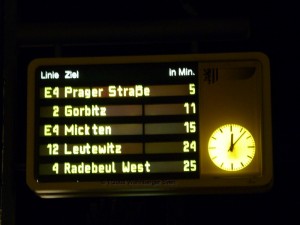 Linie Ziel in Min.
E4 Prager Straße 5
2 Gorbitz 11
E4 Mickten 15
12 Leutewitz 24
4 Radebeul West 25